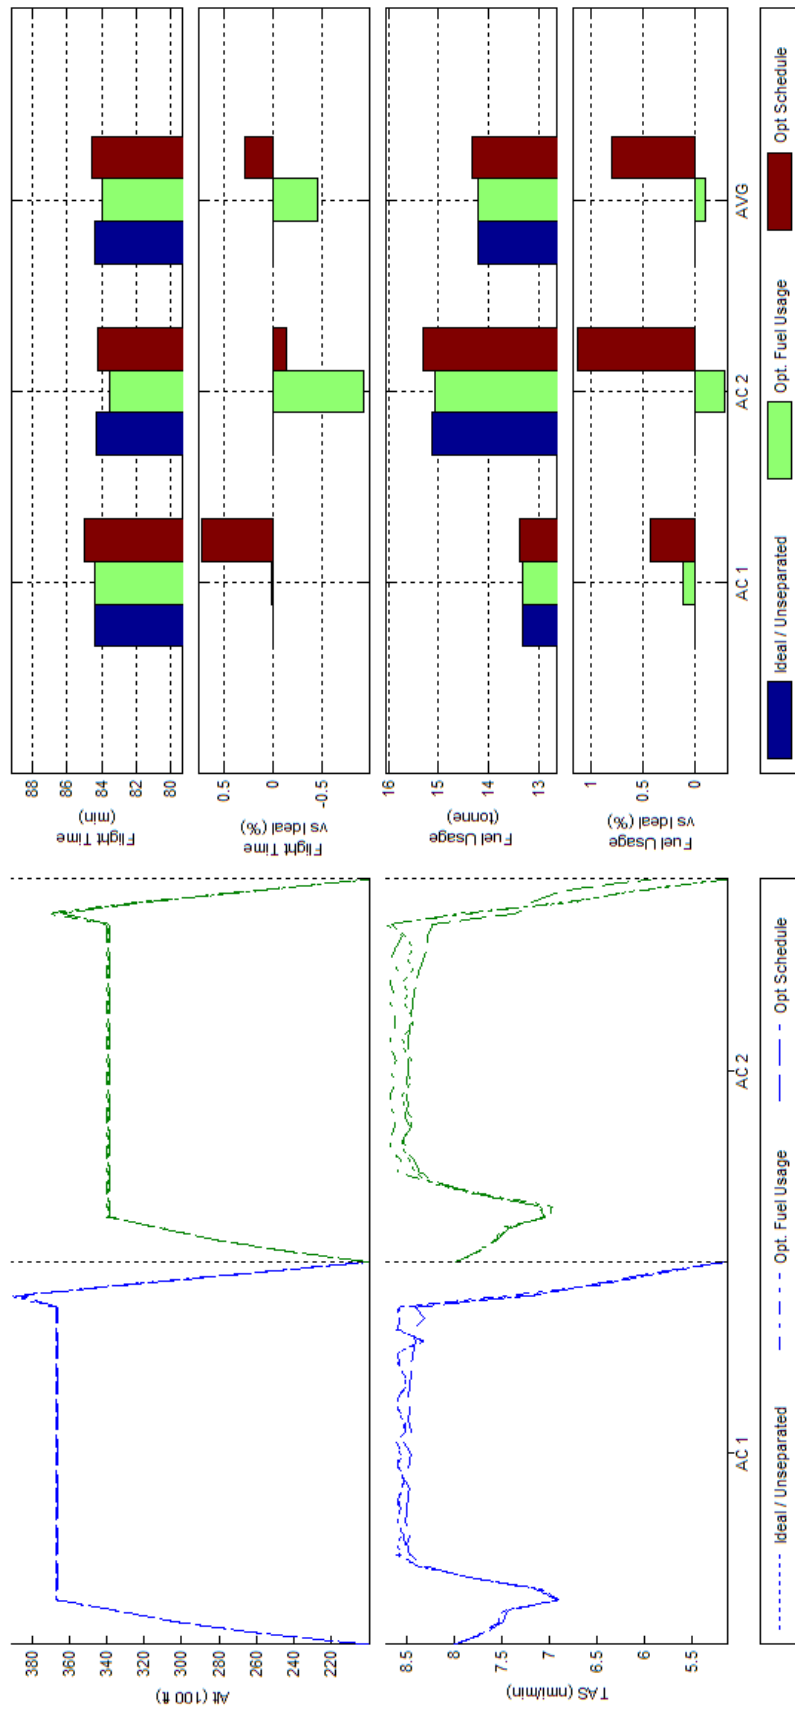 380
360
340
320
300
280
260
240
220
Alt (100 ft)
8.5
8
7.5
7
6.5
6
5.5
TAS (nmi/min)
AC 1
AC 2
Ideal / Unseparated
Opt. Fuel Usage
Opt Schedule
88
86
84
82
80
Flight Time
(min)
0.5
0
-0.5
Flight Time
vs Ideal (%)
16
15
14
13
Fuel Usage
(tonne)
1
0.5
0
Fuel Usage
vs Ideal (%)
AC 1
AC 2
AVG
Ideal / Unseparated
Opt. Fuel Usage
Opt Schedule